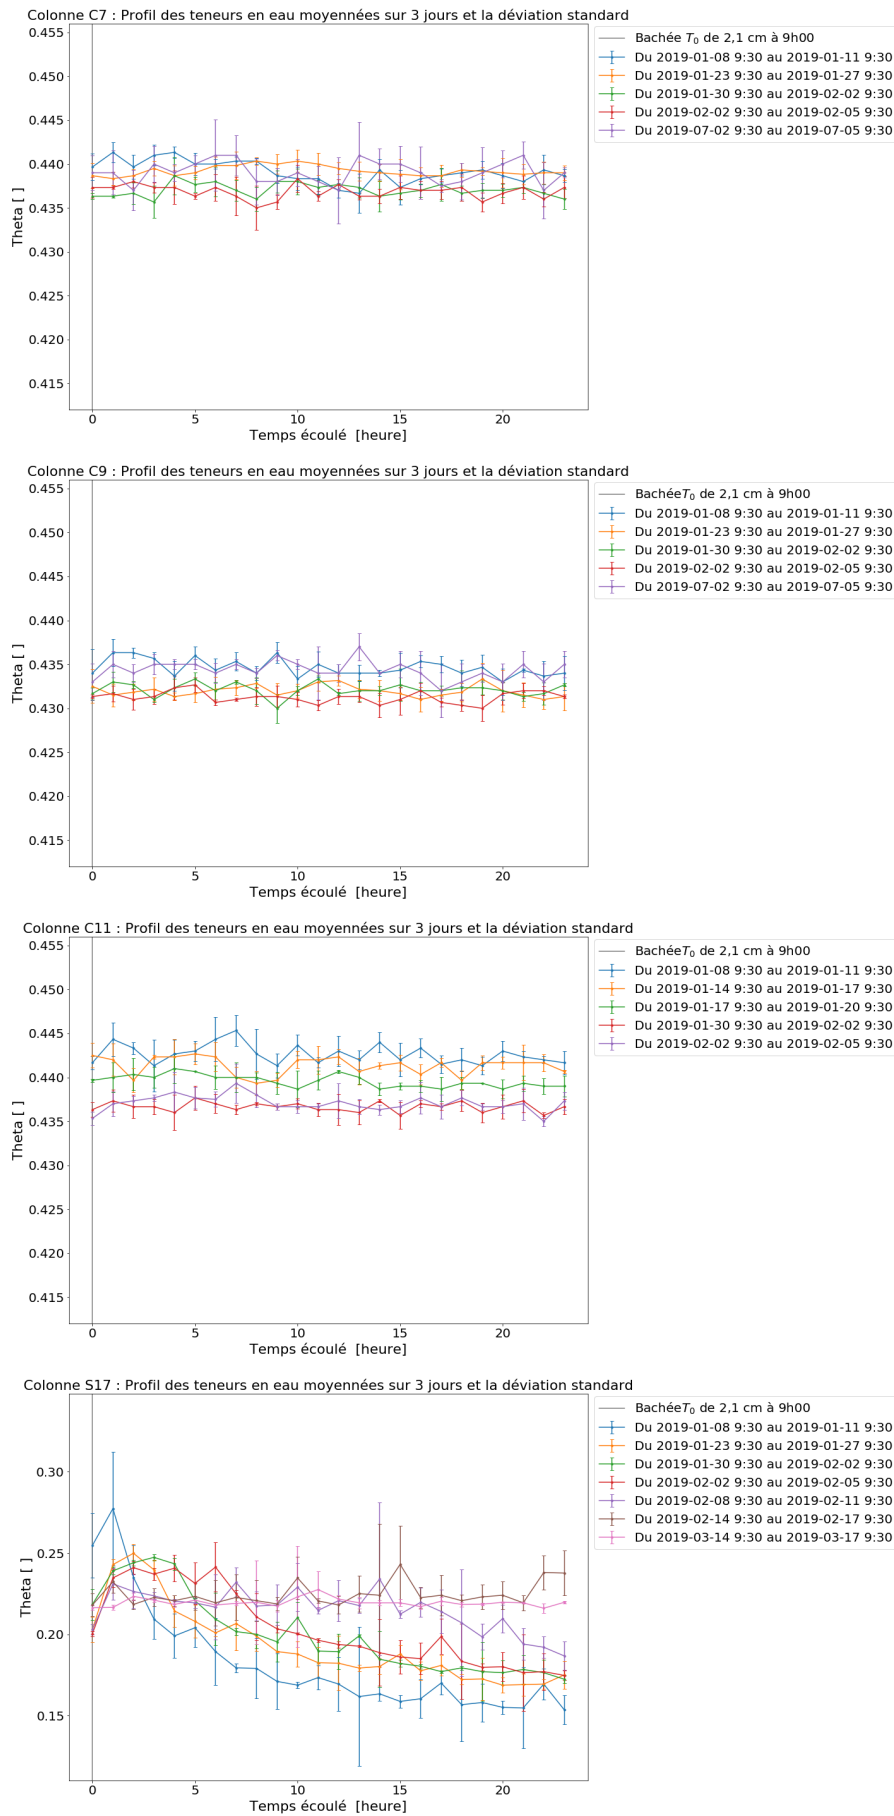 Colonne C7 : Profil des teneurs en eau moyennées sur 3 jours et la déviation standard
0.455
0.450
0.445
0.440
0.435
0.430
0.425
0.420
0.415
Theta [ ]
0 5 10 15 20
Temps écoulé [heure]
Bachée T₀ de 2,1 cm à 9h00
Du 2019-01-08 9:30 au 2019-01-11 9:30
Du 2019-01-23 9:30 au 2019-01-27 9:30
Du 2019-01-30 9:30 au 2019-02-02 9:30
Du 2019-02-02 9:30 au 2019-02-05 9:30
Du 2019-07-02 9:30 au 2019-07-05 9:30
Colonne C9 : Profil des teneurs en eau moyennées sur 3 jours et la déviation standard
0.455
0.450
0.445
0.440
0.435
0.430
0.425
0.420
0.415
Theta [ ]
0 5 10 15 20
Temps écoulé [heure]
BachéeT₀ de 2,1 cm à 9h00
Du 2019-01-08 9:30 au 2019-01-11 9:30
Du 2019-01-23 9:30 au 2019-01-27 9:30
Du 2019-01-30 9:30 au 2019-02-02 9:30
Du 2019-02-02 9:30 au 2019-02-05 9:30
Du 2019-07-02 9:30 au 2019-07-05 9:30
Colonne C11 : Profil des teneurs en eau moyennées sur 3 jours et la déviation standard
0.455
0.450
0.445
0.440
0.435
0.430
0.425
0.420
0.415
Theta [ ]
0 5 10 15 20
Temps écoulé [heure]
BachéeT₀ de 2,1 cm à 9h00
Du 2019-01-08 9:30 au 2019-01-11 9:30
Du 2019-01-14 9:30 au 2019-01-17 9:30
Du 2019-01-17 9:30 au 2019-01-20 9:30
Du 2019-01-30 9:30 au 2019-02-02 9:30
Du 2019-02-02 9:30 au 2019-02-05 9:30
Colonne S17 : Profil des teneurs en eau moyennées sur 3 jours et la déviation standard
0.30
0.25
0.20
0.15
Theta [ ]
0 5 10 15 20
Temps écoulé [heure]
BachéeT₀ de 2,1 cm à 9h00
Du 2019-01-08 9:30 au 2019-01-11 9:30
Du 2019-01-23 9:30 au 2019-01-27 9:30
Du 2019-01-30 9:30 au 2019-02-02 9:30
Du 2019-02-02 9:30 au 2019-02-05 9:30
Du 2019-02-08 9:30 au 2019-02-11 9:30
Du 2019-02-14 9:30 au 2019-02-17 9:30
Du 2019-03-14 9:30 au 2019-03-17 9:30